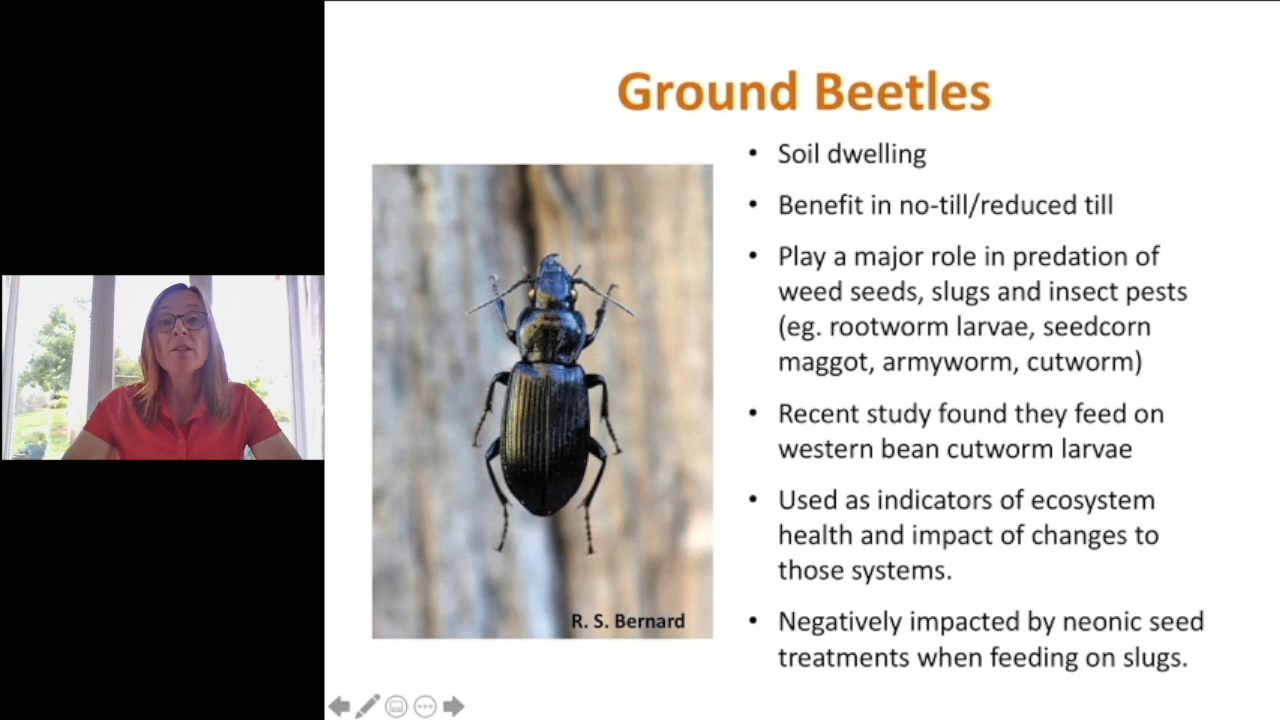 Ground Beetles
• Soil dwelling
• Benefit in no-till/reduced till
• Play a major role in predation of
weed seeds, slugs and insect pests
(eg. rootworm larvae, seedcorn
maggot, armyworm, cutworm)
• Recent study found they feed on
western bean cutworm larvae
• Used as indicators of ecosystem
health and impact of changes to
those systems.
• Negatively impacted by neonic seed
treatments when feeding on slugs.
R. S. Bernard